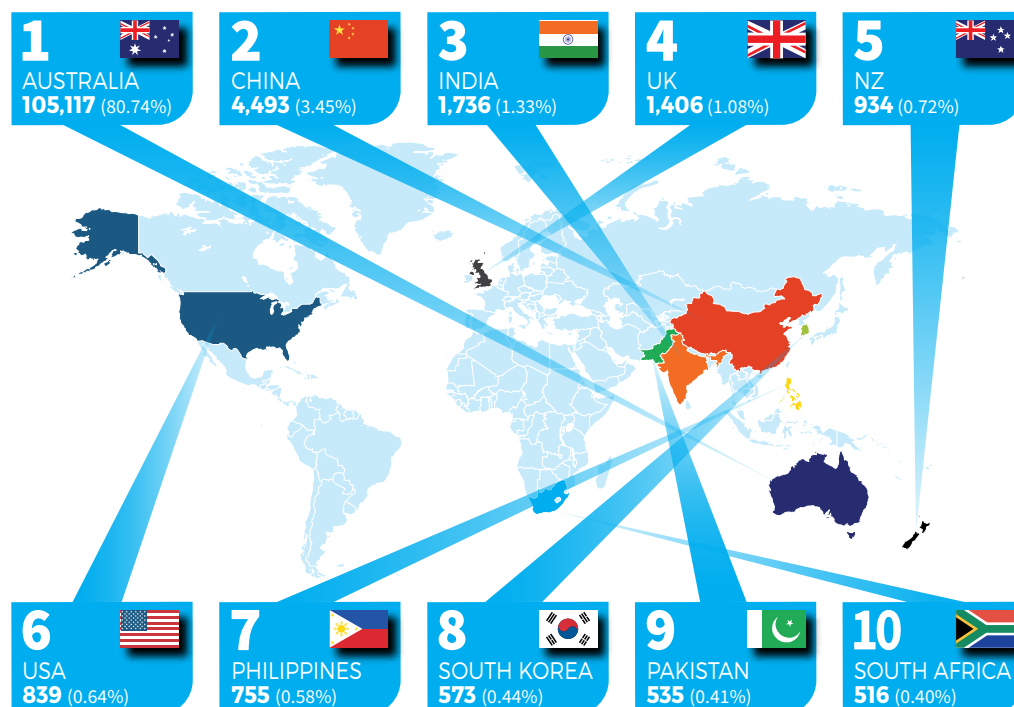 1
AUSTRALIA
105,117 (80.74%)
2
CHINA
4,493 (3.45%)
3
INDIA
1,736 (1.33%)
4
UK
1,406 (1.08%)
5
NZ
934 (0.72%)
6
USA
839 (0.64%)
7
PHILIPPINES
755 (0.58%)
8
SOUTH KOREA
573 (0.44%)
9
PAKISTAN
535 (0.41%)
10
SOUTH AFRICA
516 (0.40%)